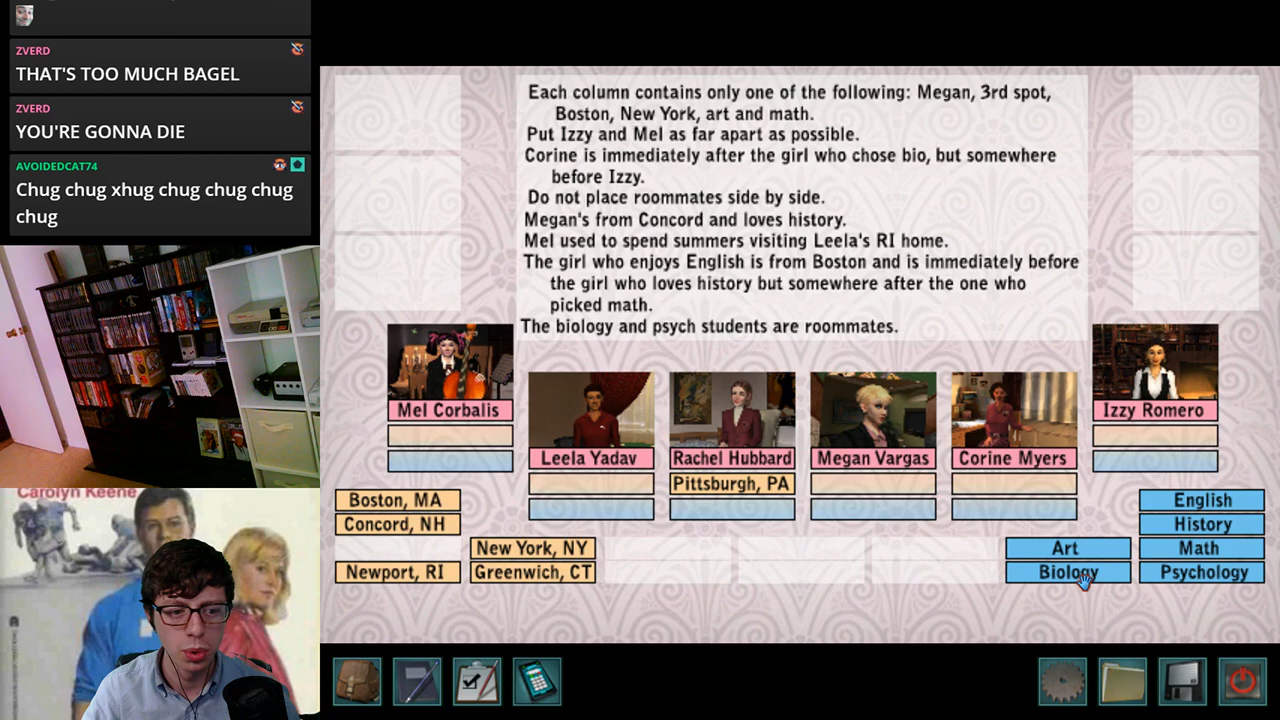 ZVERD
THAT'S TOO MUCH BAGEL
ZVERD
YOU'RE GONNA DIE
AVOIDEDCAT74
Chug chug xhug chug chug chug
chug
Carolyn Keene
Each column contains only one of the following: Megan, 3rd spot,
Boston, New York, art and math.
Put Izzy and Mel as far apart as possible.
Corine is immediately after the girl who chose bio, but somewhere
before Izzy.
Do not place roommates side by side.
Megan's from Concord and loves history.
Mel used to spend summers visiting Leela's RI home.
The girl who enjoys English is from Boston and is immediately before
the girl who loves history but somewhere after the one who
picked math.
The biology and psych students are roommates.
Mel Corbalis
Leela Yadav
Rachel Hubbard
Megan Vargas
Corine Myers
Izzy Romero
Pittsburgh, PA
Boston, MA
Concord, NH
Newport, RI
New York, NY
Greenwich, CT
Art
Biology
English
History
Math
Psychology